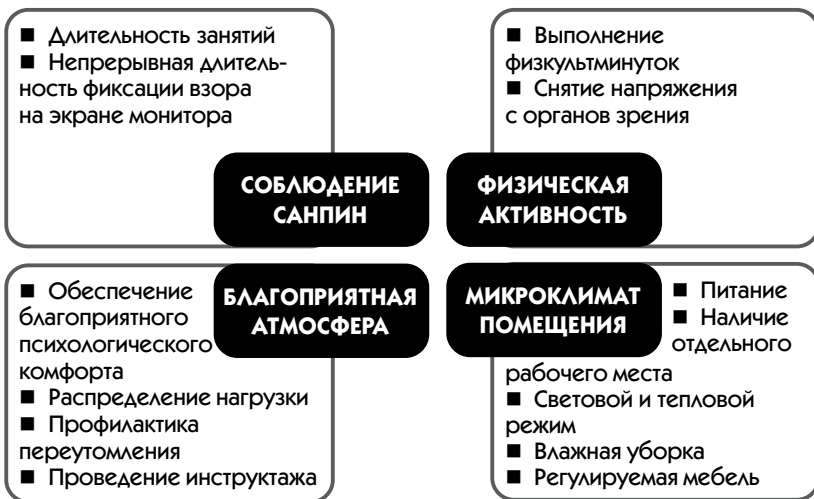 ■ Длительность занятий
■ Непрерывная длитель-
ность фиксации взора
на экране монитора
СОБЛЮДЕНИЕ
САНПИН
■ Выполнение
физкультминуток
■ Снятие напряжения
с органов зрения
ФИЗИЧЕСКАЯ
АКТИВНОСТЬ
■ Обеспечение
благоприятного
психологического
комфорта
■ Распределение нагрузки
■ Профилактика
переутомления
■ Проведение инструктажа
БЛАГОПРИЯТНАЯ
АТМОСФЕРА
МИКРОКЛИМАТ
ПОМЕЩЕНИЯ
■ Питание
■ Наличие
отдельного
рабочего места
■ Световой и тепловой
режим
■ Влажная уборка
■ Регулируемая мебель